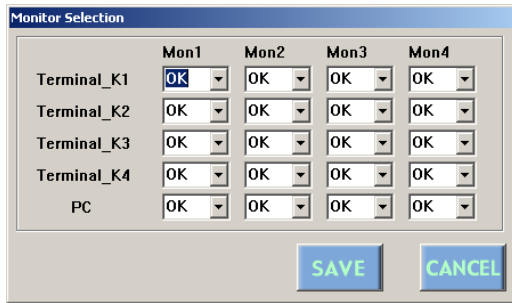 Monitor Selection
Mon1 Mon2 Mon3 Mon4
Terminal_K1 OK OK OK OK
Terminal_K2 OK OK OK OK
Terminal_K3 OK OK OK OK
Terminal_K4 OK OK OK OK
PC OK OK OK OK
SAVE CANCEL